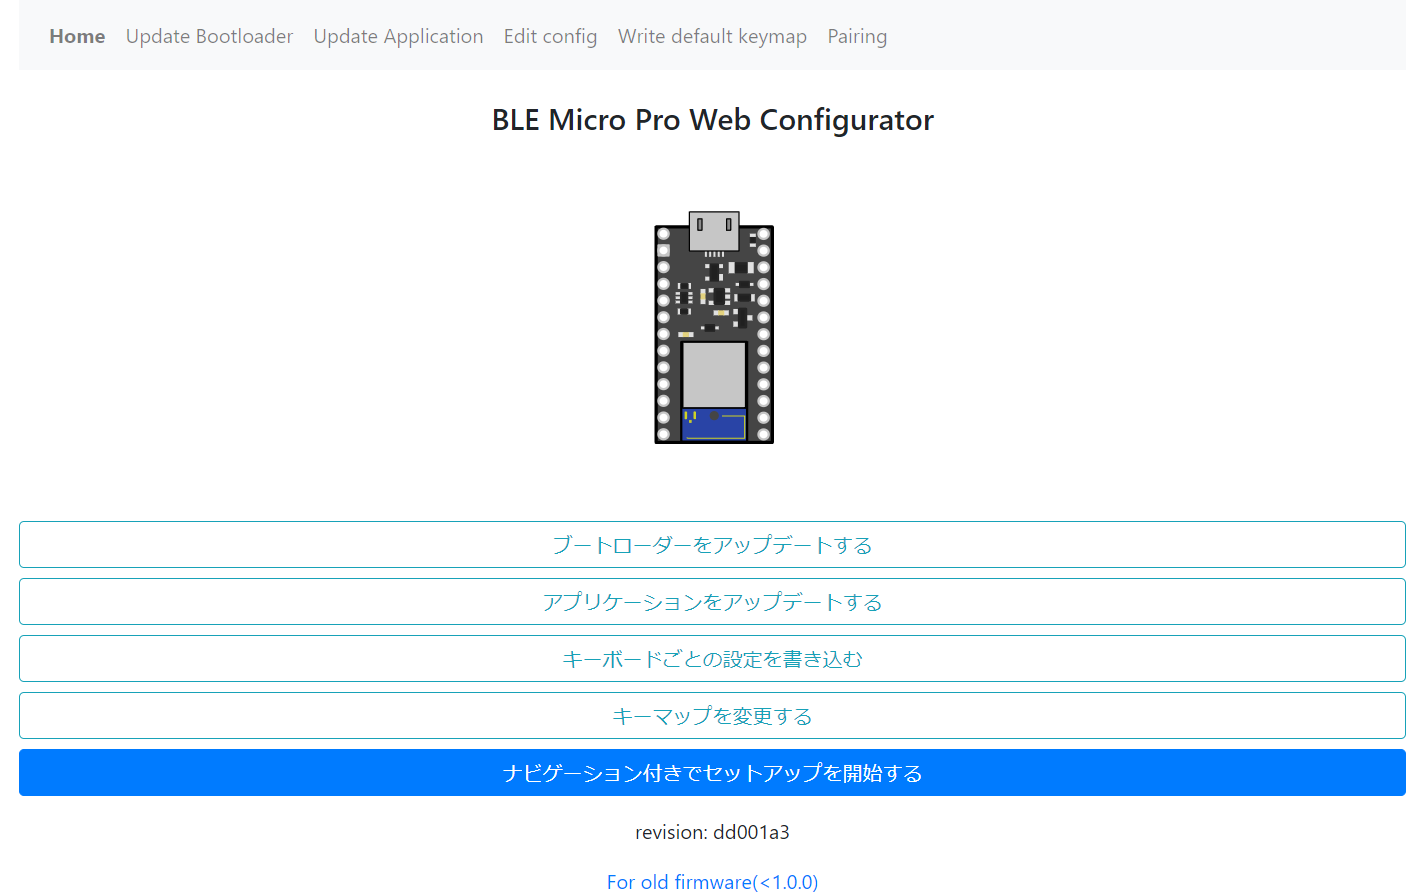 Home Update Bootloader Update Application Edit config Write default keymap Pairing
BLE Micro Pro Web Configurator
ブートローダーをアップデートする
アプリケーションをアップデートする
キーボードごとの設定を書き込む
キーマップを変更する
ナビゲーション付きでセットアップを開始する
revision: dd001a3
For old firmware(<1.0.0)